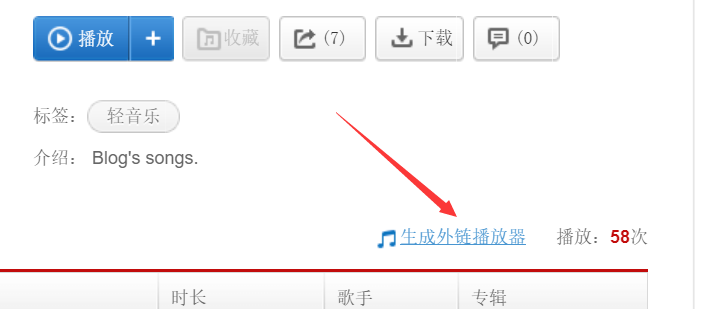 播放 + 收藏 (7) 下载 (0)
标签： 轻音乐
介绍： Blog's songs.
生成外链播放器 播放：58次
时长 歌手 专辑